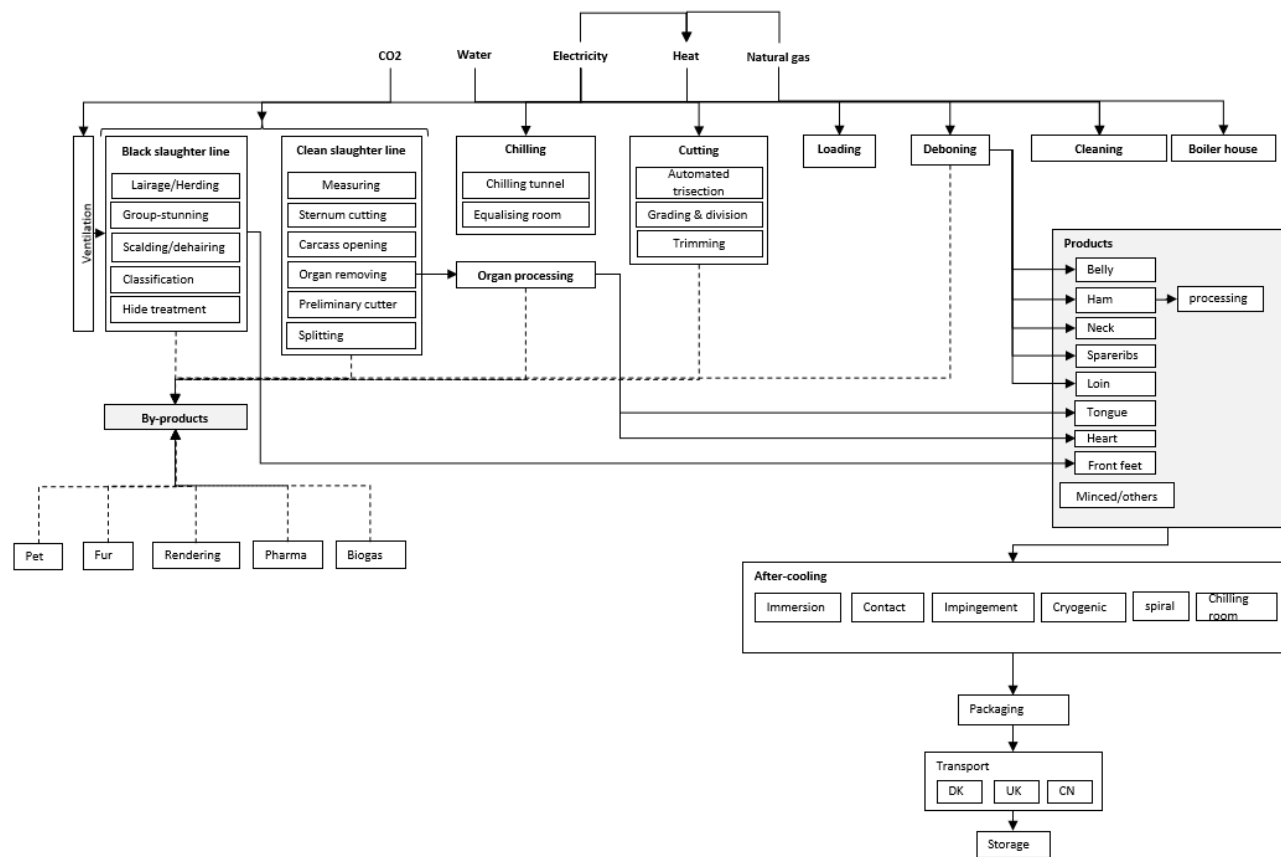 CO2
Water
Electricity
Heat
Natural gas
Ventilation
Black slaughter line
Lairage/Herding
Group-stunning
Scalding/dehairing
Classification
Hide treatment
Clean slaughter line
Measuring
Sternum cutting
Carcass opening
Organ removing
Preliminary cutter
Splitting
Chilling
Chilling tunnel
Equalising room
Organ processing
Cutting
Automated
trisection
Grading & division
Trimming
Loading
Deboning
Cleaning
Boiler house
Products
Belly
Ham
processing
Neck
Spareribs
Loin
Tongue
Heart
Front feet
Minced/others
By-products
Pet
Fur
Rendering
Pharma
Biogas
After-cooling
Immersion
Contact
Impingement
Cryogenic
spiral
Chilling
room
Packaging
Transport
DK
UK
CN
Storage